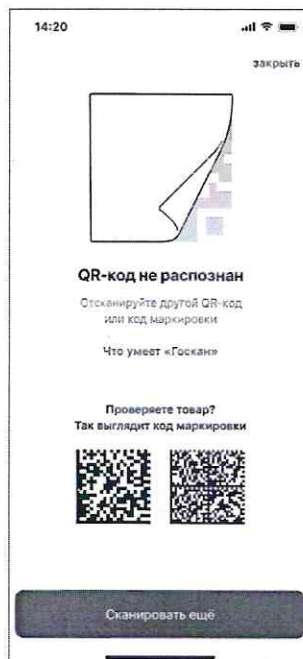 14:20
закрыть
QR-код не распознан
Отсканируйте другой QR-код
или код маркировки
Что умеет «Госкан»
Проверяете товар?
Так выглядит код маркировки
Сканировать ещё